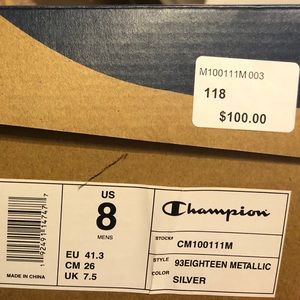 M100111M 003
118
$100.00
US
8
MENS
EU 41.3
CM 26
UK 7.5
MADE IN CHINA
Champion
STOCK#
CM100111M
STYLE
93EIGHTEEN METALLIC
COLOR
SILVER